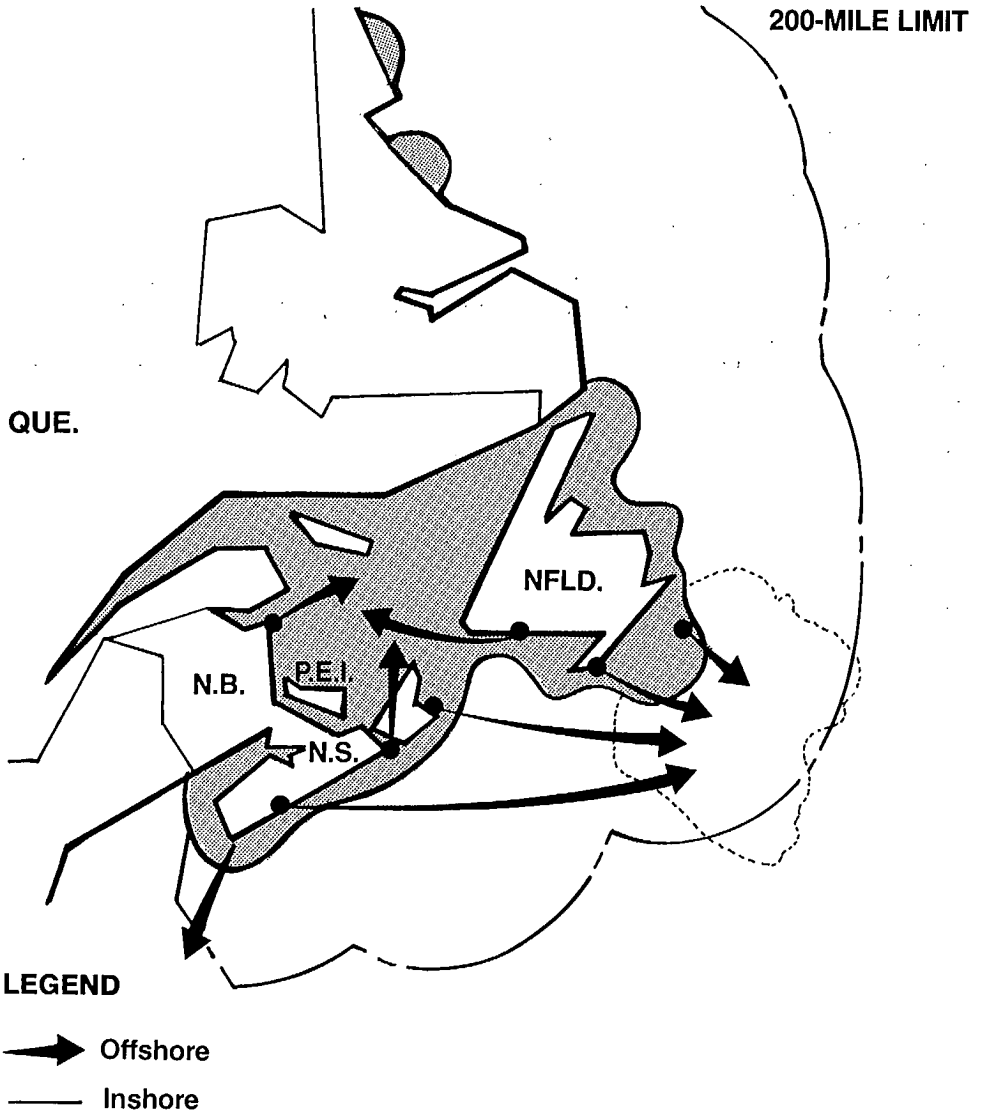 200-MILE LIMIT
QUE.
NFLD.
P.E.I.
N.B.
N.S.
LEGEND
Offshore
Inshore